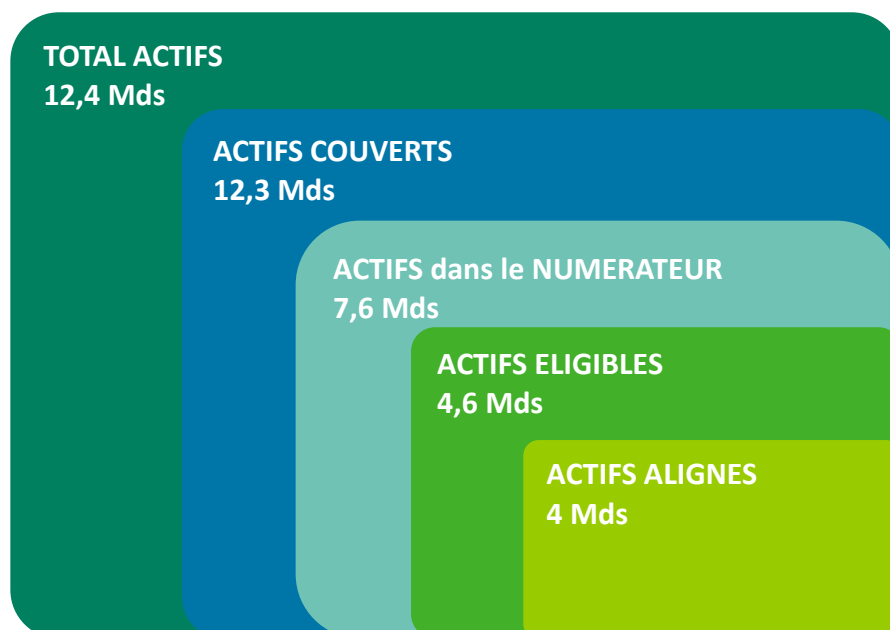 TOTAL ACTIFS
12,4 Mds
ACTIFS COUVERTS
12,3 Mds
ACTIFS dans le NUMERATEUR
7,6 Mds
ACTIFS ELIGIBLES
4,6 Mds
ACTIFS ALIGNES
4 Mds